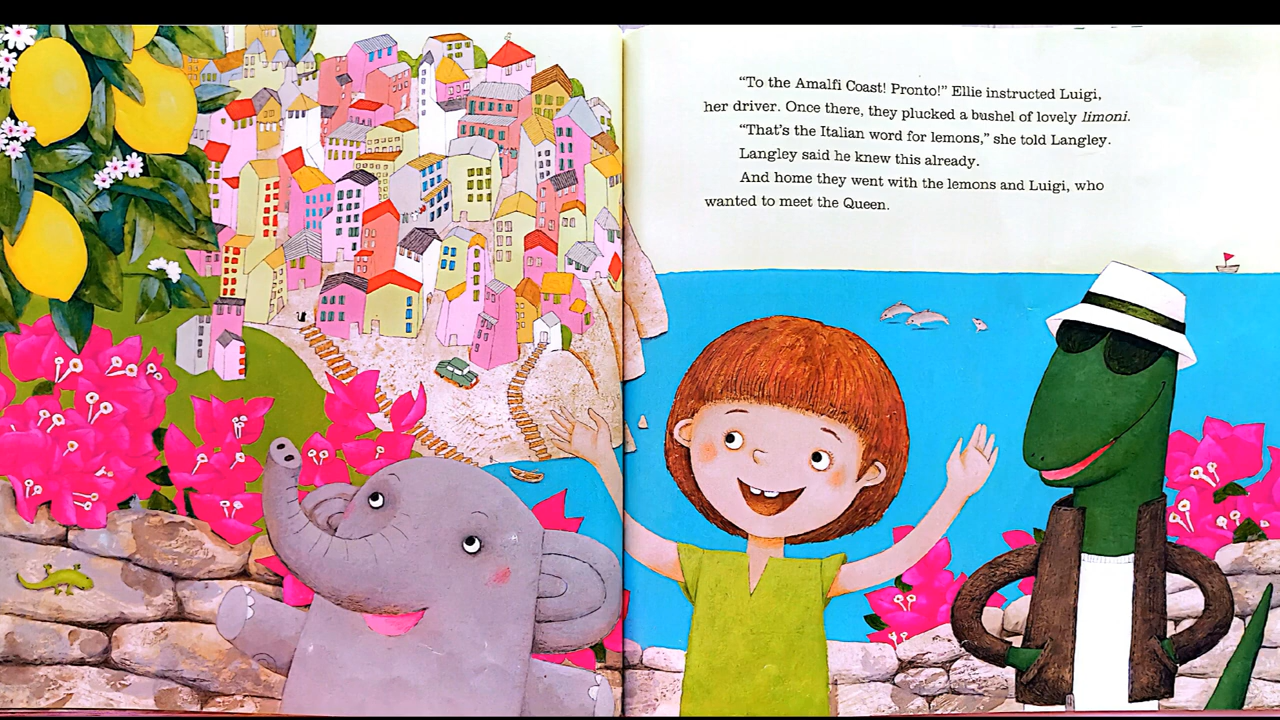 “To the Amalfi Coast! Pronto!” Ellie instructed Luigi,
her driver. Once there, they plucked a bushel of lovely limoni.
“That’s the Italian word for lemons,” she told Langley.
Langley said he knew this already.
And home they went with the lemons and Luigi, who
wanted to meet the Queen.